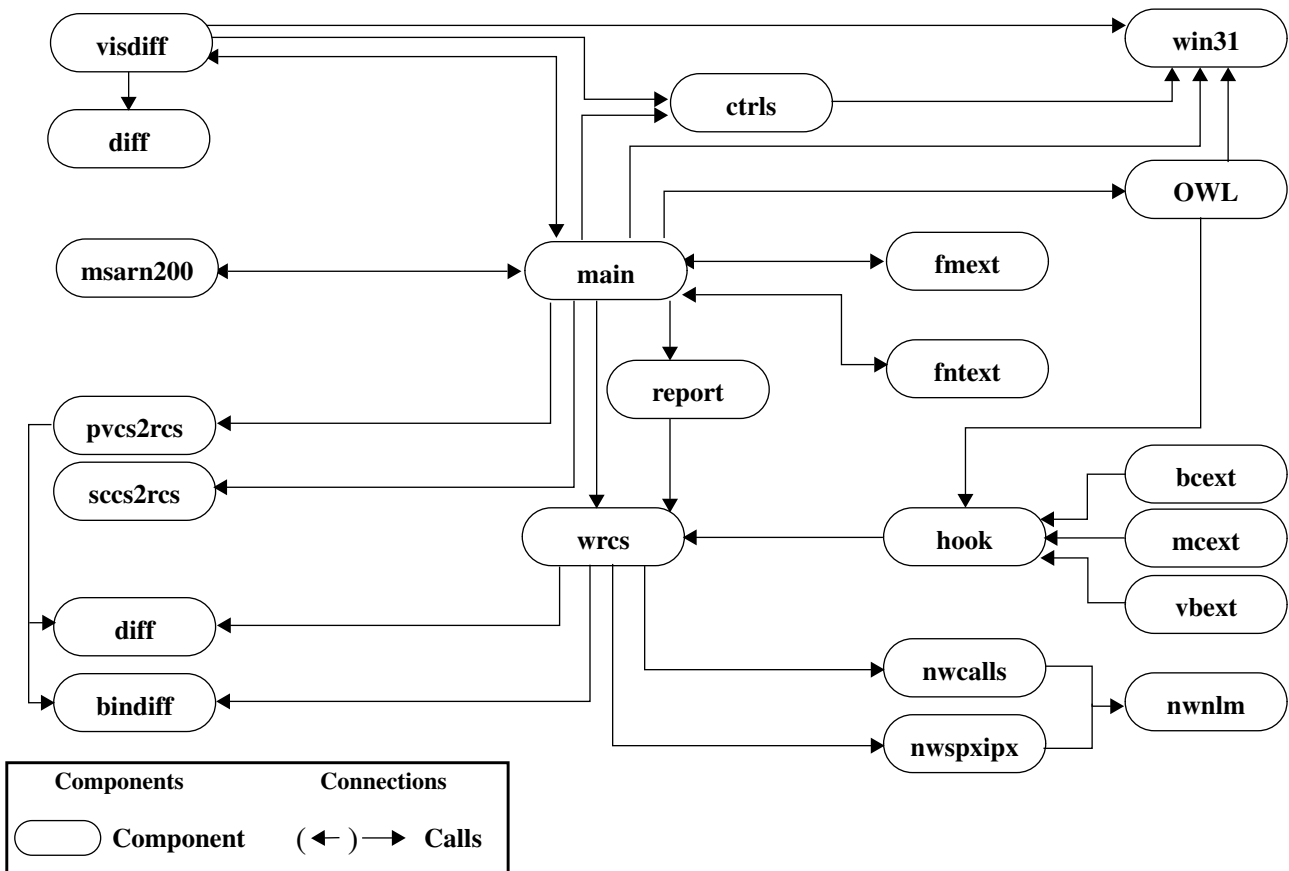 visdiff
win31
ctrls
diff
OWL
msarn200
main
fmext
fntext
report
pvcs2rcs
sccs2rcs
bcext
wrcs
hook
mcext
vbext
diff
nwcalls
bindiff
nwnlm
nwspxipx
Components Connections
Component (← ) → Calls